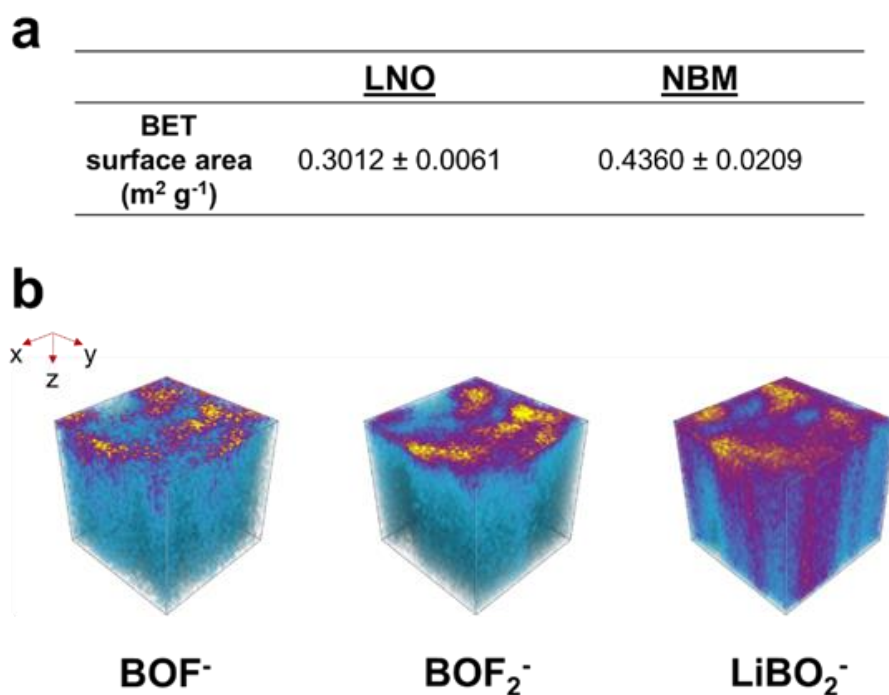 a
LNO NBM
BET
surface area
(m² g⁻¹)
0.3012 ± 0.0061 0.4360 ± 0.0209
b
x y
z
BOF⁻ BOF₂⁻ LiBO₂⁻